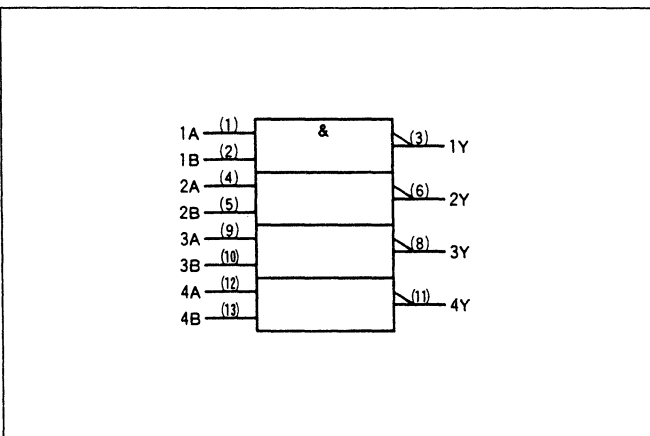 1A (1) & (3) 1Y
1B (2)
2A (4) (6) 2Y
2B (5)
3A (9) (8) 3Y
3B (10)
4A (12) (11) 4Y
4B (13)